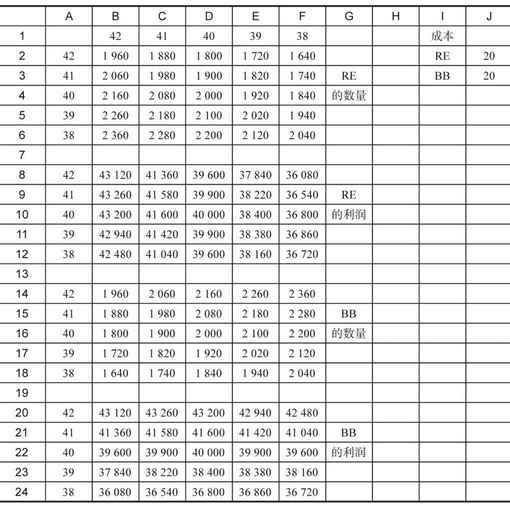 A B C D E F G H I J
1 42 41 40 39 38 成本
2 42 1 960 1 880 1 800 1 720 1 640 RE 20
3 41 2 060 1 980 1 900 1 820 1 740 RE BB 20
4 40 2 160 2 080 2 000 1 920 1 840 的数量
5 39 2 260 2 180 2 100 2 020 1 940
6 38 2 360 2 280 2 200 2 120 2 040
7
8 42 43 120 41 360 39 600 37 840 36 080
9 41 43 260 41 580 39 900 38 220 36 540 RE
10 40 43 200 41 600 40 000 38 400 36 800 的利润
11 39 42 940 41 420 39 900 38 380 36 860
12 38 42 480 41 040 39 600 38 160 36 720
13
14 42 1 960 2 060 2 160 2 260 2 360
15 41 1 880 1 980 2 080 2 180 2 280 BB
16 40 1 800 1 900 2 000 2 100 2 200 的数量
17 39 1 720 1 820 1 920 2 020 2 120
18 38 1 640 1 740 1 840 1 940 2 040
19
20 42 43 120 43 260 43 200 42 940 42 480
21 41 41 360 41 580 41 600 41 420 41 040 BB
22 40 39 600 39 900 40 000 39 900 39 600 的利润
23 39 37 840 38 220 38 400 38 380 38 160
24 38 36 080 36 540 36 800 36 860 36 720